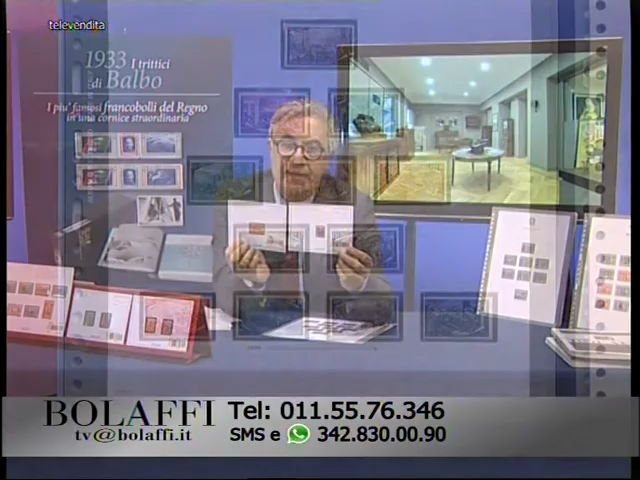 televendita
1933 I trittici
di Balbo
I piu' famosi francobolli del Regno
in una cornice straordinaria
BOLAFFI
tv@bolaffi.it
Tel: 011.55.76.346
SMS e 342.830.00.90